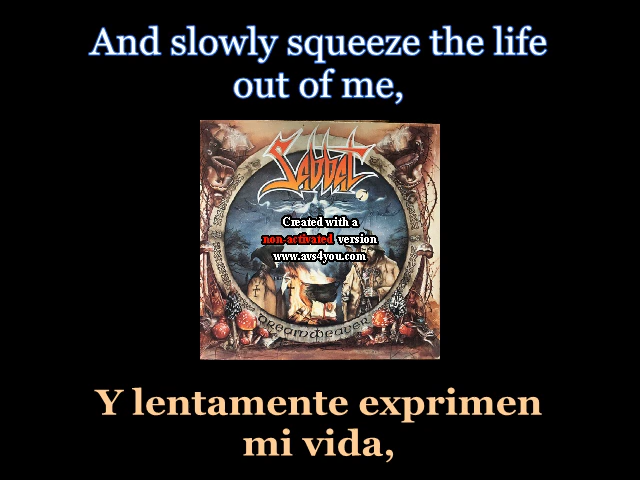 And slowly squeeze the life
out of me,
Sabbat
Created with a
non-activated version
www.avs4you.com
DREAMWEAVER
Y lentamente exprimen
mi vida,